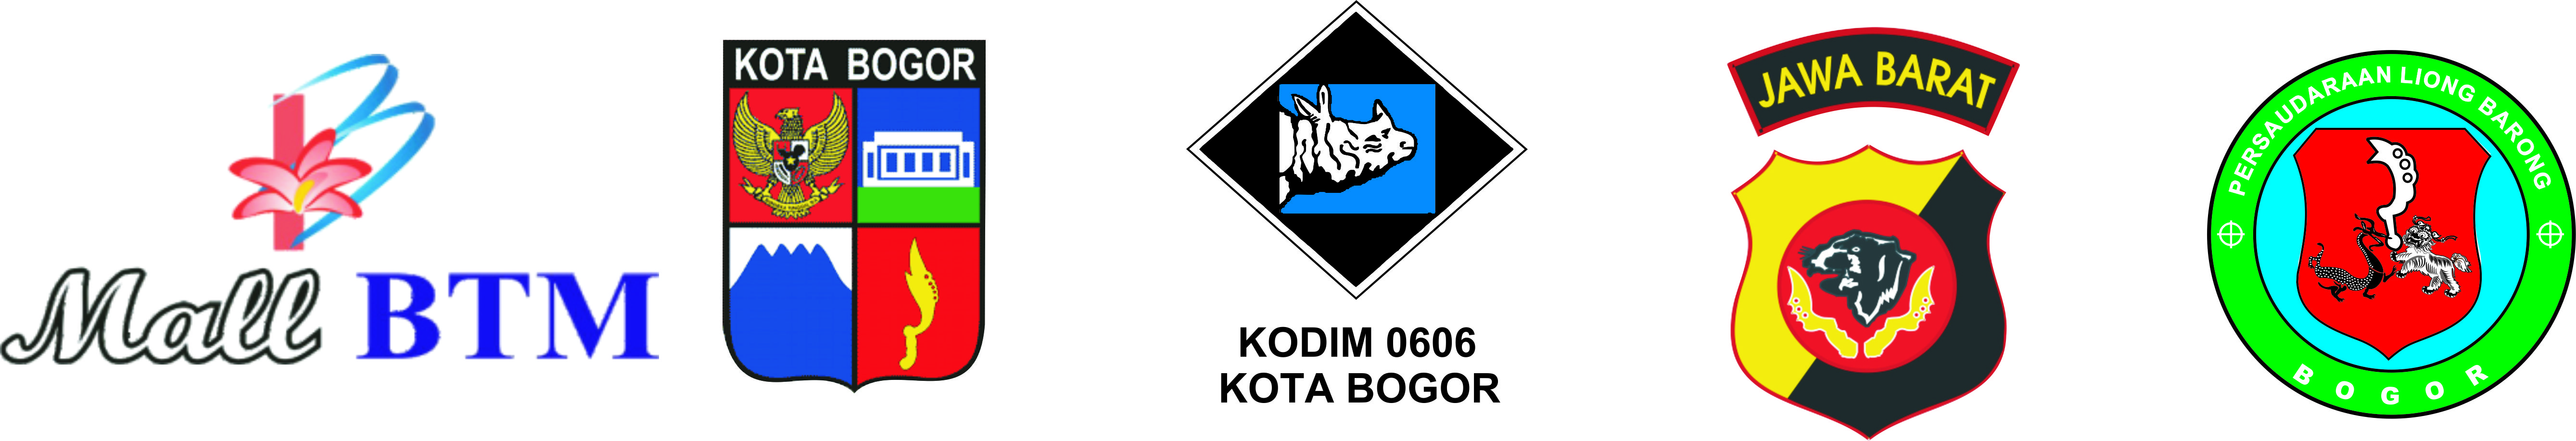 Mall BTM
KOTA BOGOR
KODIM 0606
KOTA BOGOR
JAWA BARAT
PERSAUDARAAN LIONG BARONG
BOGOR